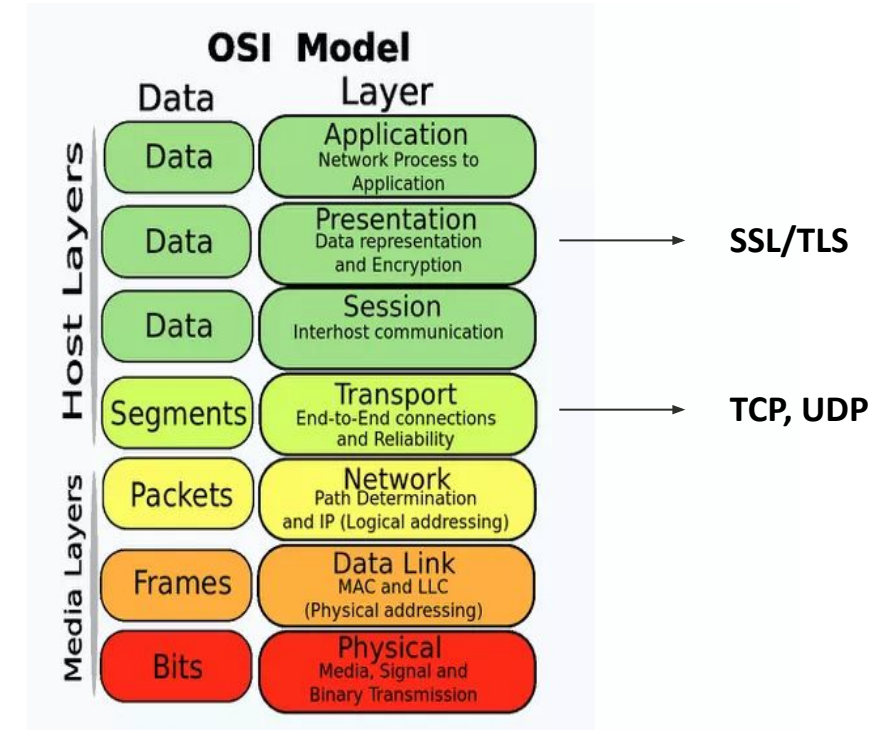 OSI Model
Data
Layer
Host Layers
Data
Application
Network Process to
Application
Data
Presentation
Data representation
and Encryption
SSL/TLS
Data
Session
Interhost communication
Segments
Transport
End-to-End connections
and Reliability
TCP, UDP
Media Layers
Packets
Network
Path Determination
and IP (Logical addressing)
Frames
Data Link
MAC and LLC
(Physical addressing)
Bits
Physical
Media, Signal and
Binary Transmission